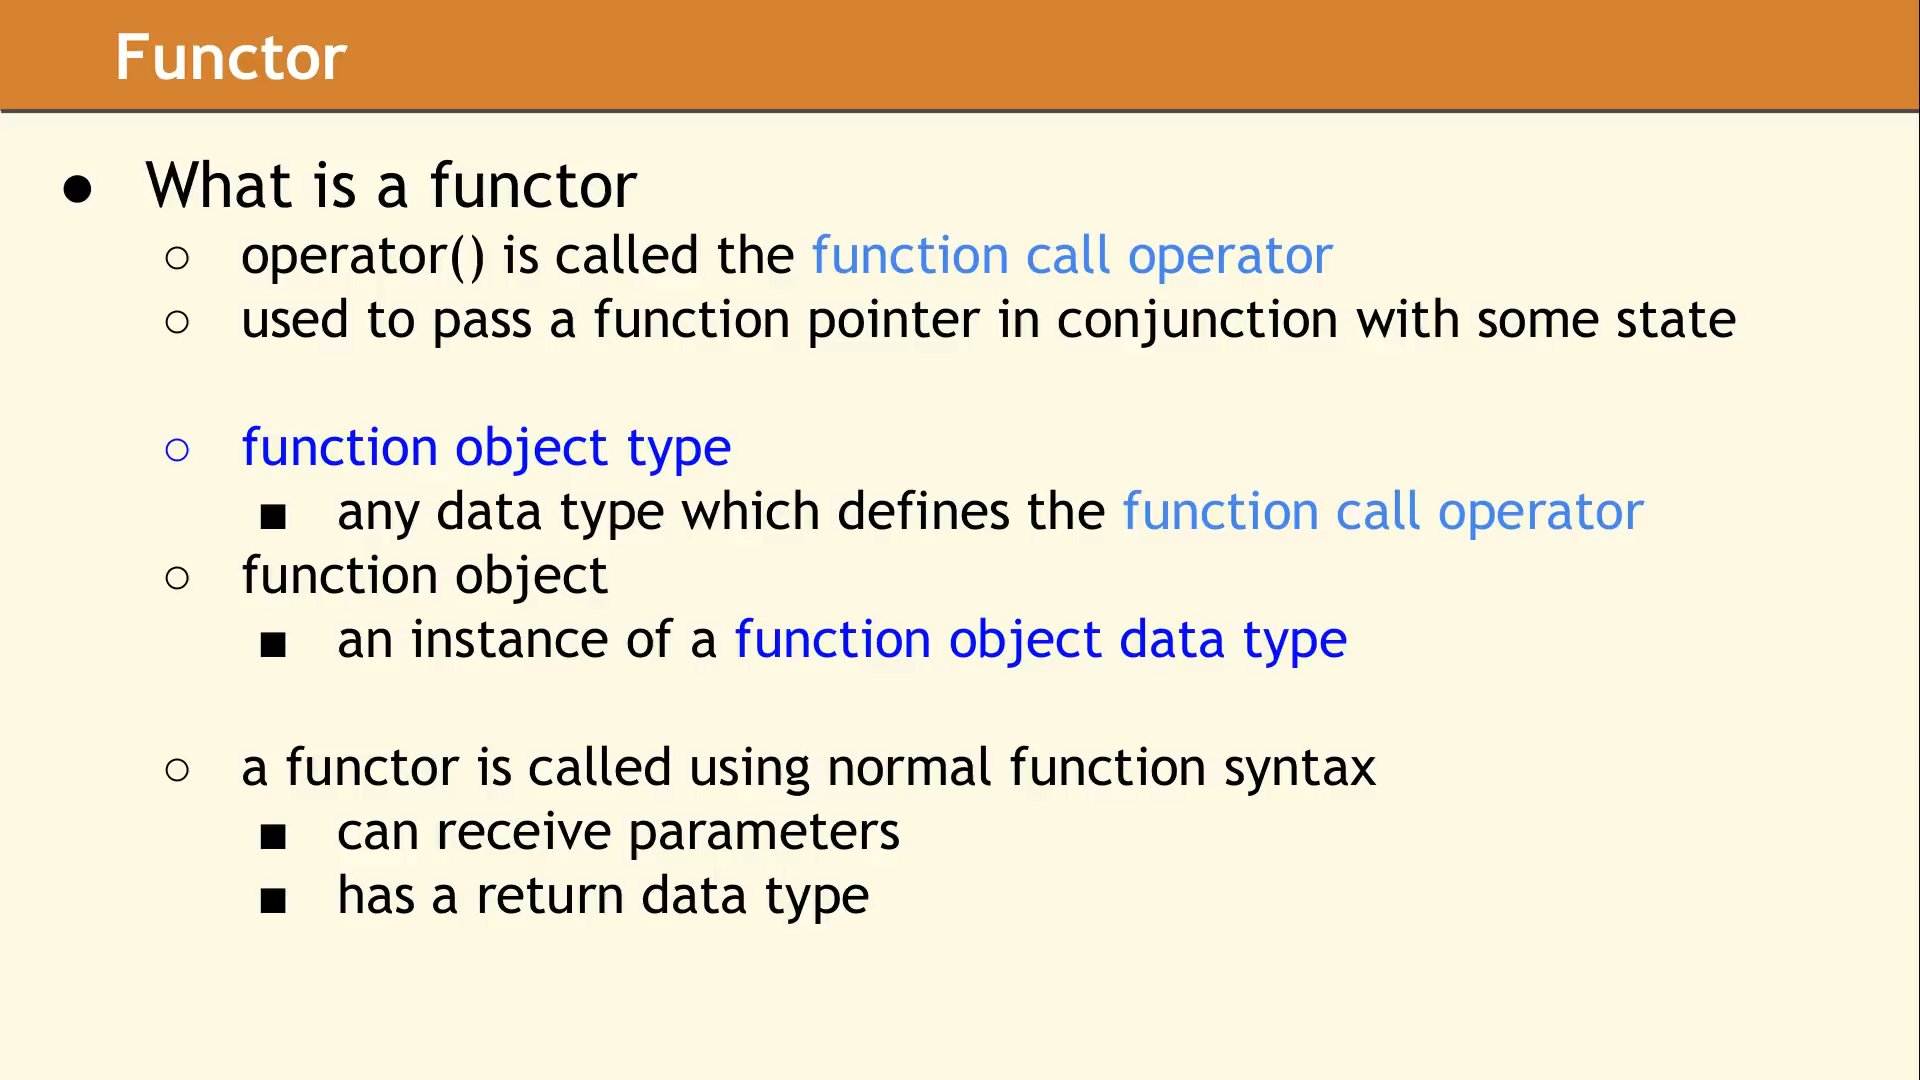 Functor
● What is a functor
○ operator() is called the function call operator
○ used to pass a function pointer in conjunction with some state
○ function object type
■ any data type which defines the function call operator
○ function object
■ an instance of a function object data type
○ a functor is called using normal function syntax
■ can receive parameters
■ has a return data type